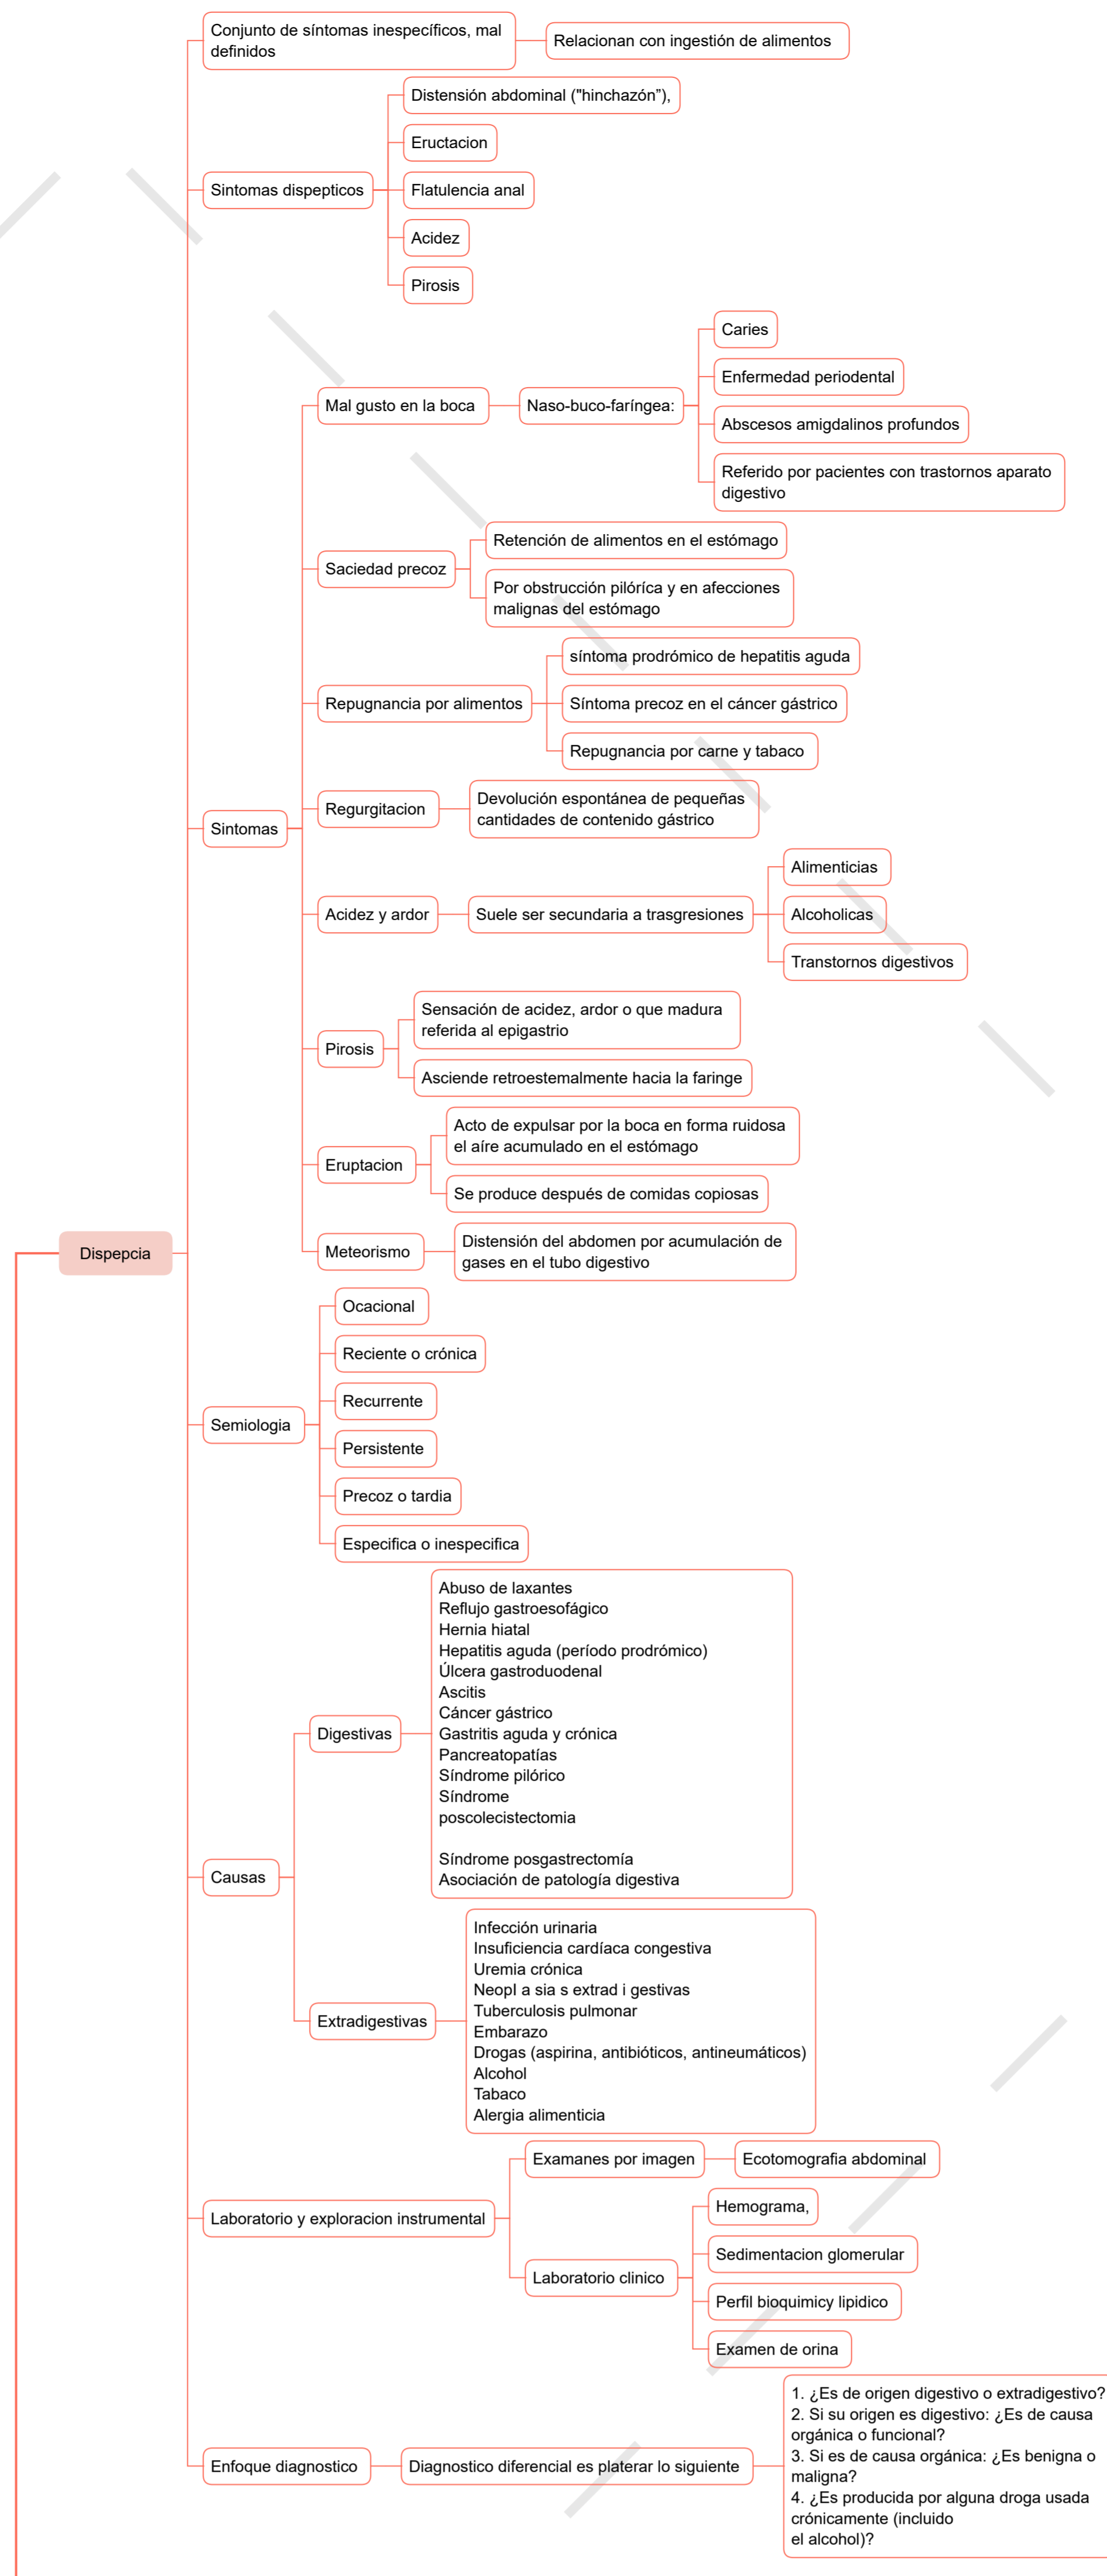 Conjunto de síntomas inespecíficos, mal
definidos
Relacionan con ingestión de alimentos
Distensión abdominal ("hinchazón”),
Eructacion
Sintomas dispepticos
Flatulencia anal
Acidez
Pirosis
Mal gusto en la boca
Naso-buco-faríngea:
Caries
Enfermedad periodental
Abscesos amigdalinos profundos
Referido por pacientes con trastornos aparato
digestivo
Saciedad precoz
Retención de alimentos en el estómago
Por obstrucción pilóríca y en afecciones
malignas del estómago
Repugnancia por alimentos
síntoma prodrómico de hepatitis aguda
Síntoma precoz en el cáncer gástrico
Repugnancia por carne y tabaco
Sintomas
Regurgitacion
Devolución espontánea de pequeñas
cantidades de contenido gástrico
Acidez y ardor
Suele ser secundaria a trasgresiones
Alimenticias
Alcoholicas
Transtornos digestivos
Pirosis
Sensación de acidez, ardor o que madura
referida al epigastrio
Asciende retroestemalmente hacia la faringe
Eruptacion
Acto de expulsar por la boca en forma ruidosa
el aíre acumulado en el estómago
Se produce después de comidas copiosas
Meteorismo
Distensión del abdomen por acumulación de
gases en el tubo digestivo
Dispepcia
Semiologia
Ocacional
Reciente o crónica
Recurrente
Persistente
Precoz o tardia
Especifica o inespecifica
Causas
Digestivas
Abuso de laxantes
Reflujo gastroesofágico
Hernia hiatal
Hepatitis aguda (período prodrómico)
Úlcera gastroduodenal
Ascitis
Cáncer gástrico
Gastritis aguda y crónica
Pancreatopatías
Síndrome pilórico
Síndrome
poscolecistectomia
Síndrome posgastrectomía
Asociación de patología digestiva
Extradigestivas
Infección urinaria
Insuficiencia cardíaca congestiva
Uremia crónica
NeopI a sia s extrad i gestivas
Tuberculosis pulmonar
Embarazo
Drogas (aspirina, antibióticos, antineumáticos)
Alcohol
Tabaco
Alergia alimenticia
Laboratorio y exploracion instrumental
Examanes por imagen
Ecotomografia abdominal
Laboratorio clinico
Hemograma,
Sedimentacion glomerular
Perfil bioquimicy lipidico
Examen de orina
Enfoque diagnostico
Diagnostico diferencial es platerar lo siguiente
1. ¿Es de origen digestivo o extradigestivo?
2. Si su origen es digestivo: ¿Es de causa
orgánica o funcional?
3. Si es de causa orgánica: ¿Es benigna o
maligna?
4. ¿Es producida por alguna droga usada
crónicamente (incluido
el alcohol)?